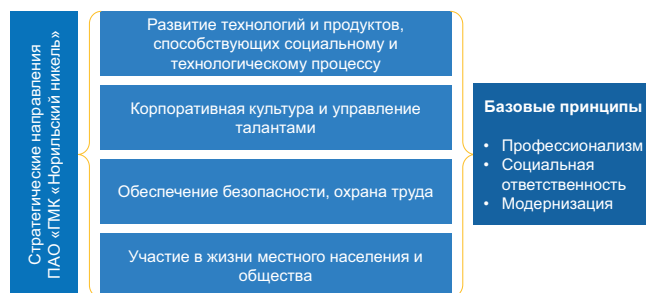 Стратегические направления
ПАО «ГМК «Норильский никель»
Развитие технологий и продуктов,
способствующих социальному и
технологическому процессу
Корпоративная культура и управление
талантами
Обеспечение безопасности, охрана труда
Участие в жизни местного населения и
общества
Базовые принципы
• Профессионализм
• Социальная
ответственность
• Модернизация